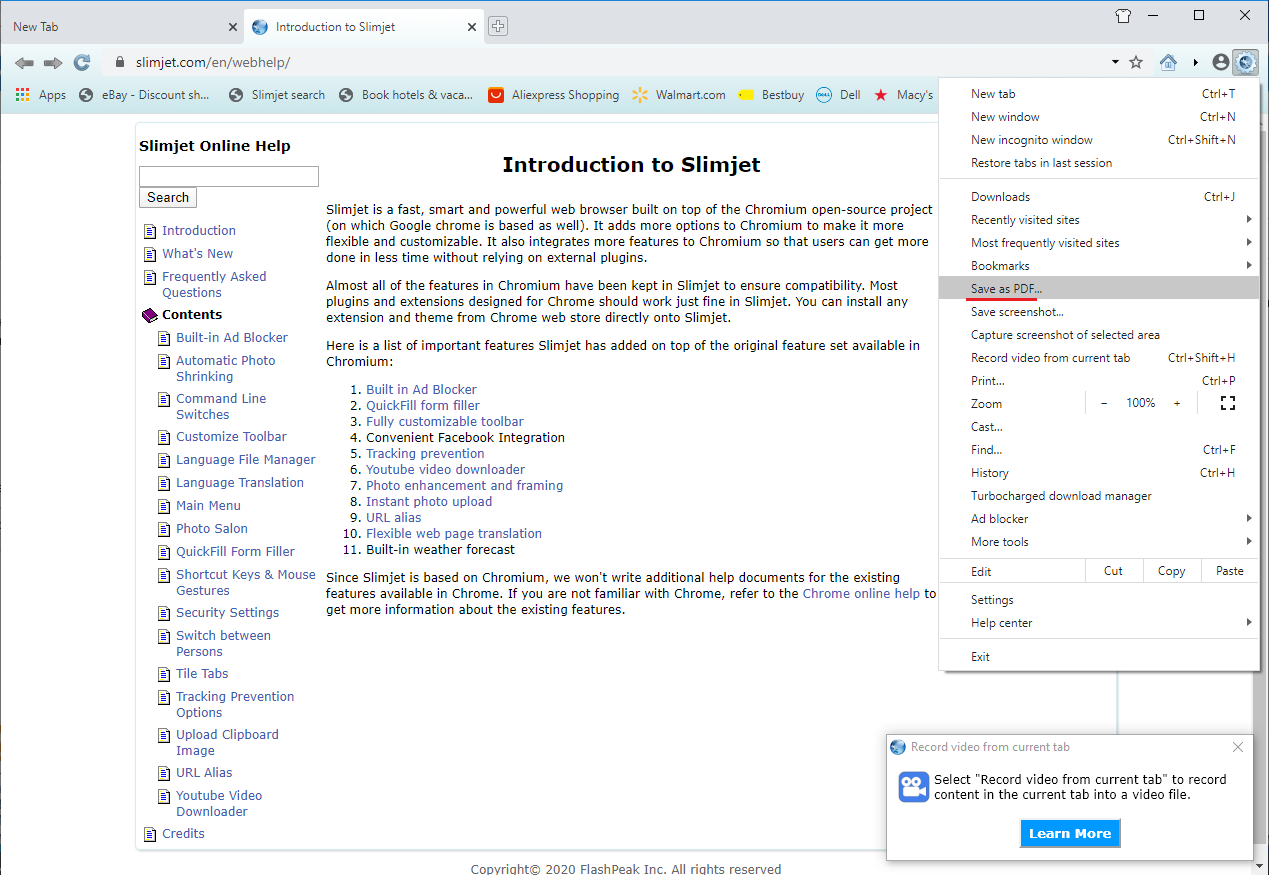 New Tab
Introduction to Slimjet
slimjet.com/en/webhelp/
Apps
eBay - Discount sh...
Slimjet search
Book hotels & vaca...
Aliexpress Shopping
Walmart.com
Bestbuy
DELL
Dell
Macy's
Slimjet Online Help
Search
Introduction
What's New
Frequently Asked
Questions
Contents
Built-in Ad Blocker
Automatic Photo
Shrinking
Command Line
Switches
Customize Toolbar
Language File Manager
Language Translation
Main Menu
Photo Salon
QuickFill Form Filler
Shortcut Keys & Mouse
Gestures
Security Settings
Switch between
Persons
Tile Tabs
Tracking Prevention
Options
Upload Clipboard
Image
URL Alias
Youtube Video
Downloader
Credits
Introduction to Slimjet
Slimjet is a fast, smart and powerful web browser built on top of the Chromium open-source project
(on which Google chrome is based as well). It adds more options to Chromium to make it more
flexible and customizable. It also integrates more features to Chromium so that users can get more
done in less time without relying on external plugins.
Almost all of the features in Chromium have been kept in Slimjet to ensure compatibility. Most
plugins and extensions designed for Chrome should work just fine in Slimjet. You can install any
extension and theme from Chrome web store directly onto Slimjet.
Here is a list of important features Slimjet has added on top of the original feature set available in
Chromium:
1. Built in Ad Blocker
2. QuickFill form filler
3. Fully customizable toolbar
4. Convenient Facebook Integration
5. Tracking prevention
6. Youtube video downloader
7. Photo enhancement and framing
8. Instant photo upload
9. URL alias
10. Flexible web page translation
11. Built-in weather forecast
Since Slimjet is based on Chromium, we won't write additional help documents for the existing
features available in Chrome. If you are not familiar with Chrome, refer to the Chrome online help to
get more information about the existing features.
Copyright© 2020 FlashPeak Inc. All rights reserved
New tab Ctrl+T
New window Ctrl+N
New incognito window Ctrl+Shift+N
Restore tabs in last session
Downloads Ctrl+J
Recently visited sites
Most frequently visited sites
Bookmarks
Save as PDF...
Save screenshot...
Capture screenshot of selected area
Record video from current tab Ctrl+Shift+H
Print... Ctrl+P
Zoom − 100% +
Cast...
Find... Ctrl+F
History Ctrl+H
Turbocharged download manager
Ad blocker
More tools
Edit Cut Copy Paste
Settings
Help center
Exit
Record video from current tab
Select "Record video from current tab" to record
content in the current tab into a video file.
Learn More